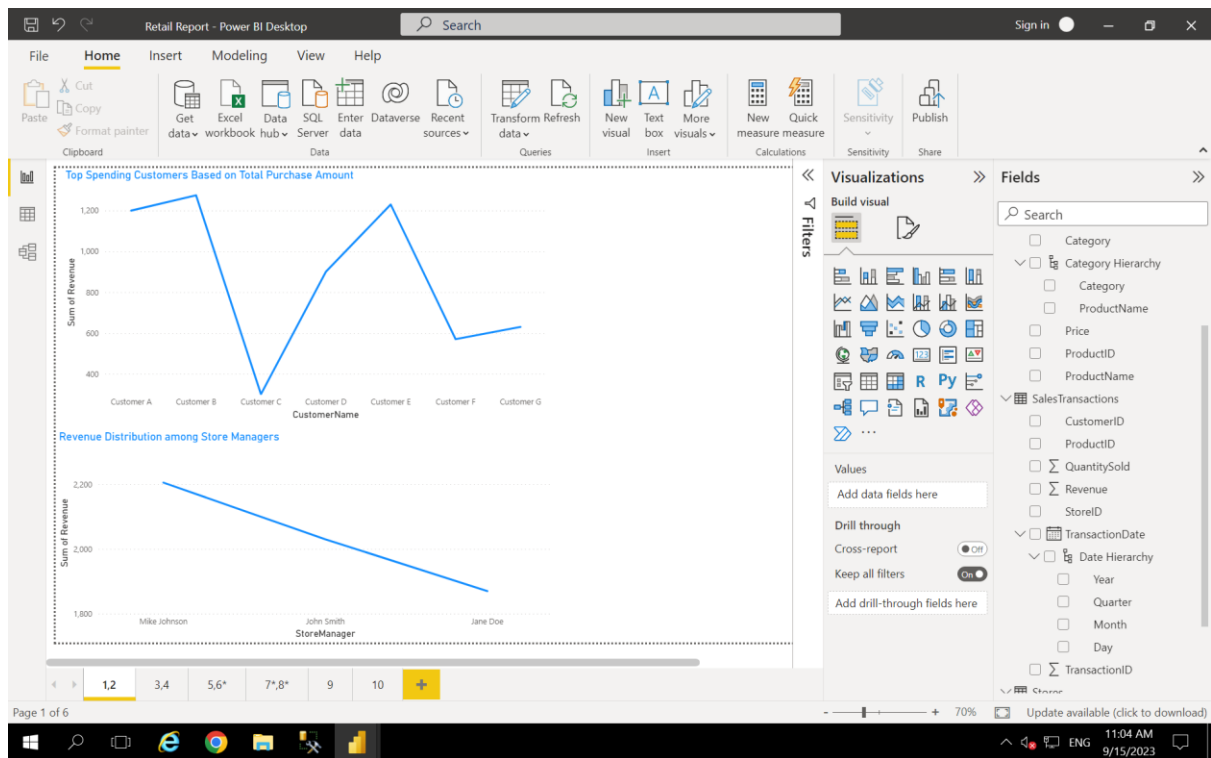 Retail Report - Power BI Desktop
Search
Sign in
File Home Insert Modeling View Help
Paste
Cut
Copy
Format painter
Clipboard
Get data
Excel workbook
Data hub
SQL Server
Enter data
Dataverse
Recent sources
Data
Transform data
Refresh
Queries
New visual
Text box
More visuals
Insert
New measure
Quick measure
Calculations
Sensitivity
Sensitivity
Publish
Share
Top Spending Customers Based on Total Purchase Amount
Sum of Revenue
1,200
1,000
800
600
400
Customer A Customer B Customer C Customer D Customer E Customer F Customer G
CustomerName
Revenue Distribution among Store Managers
Sum of Revenue
2,200
2,000
1,800
Mike Johnson John Smith Jane Doe
StoreManager
Filters
Visualizations
Build visual
123
R Py
Values
Add data fields here
Drill through
Cross-report Off
Keep all filters On
Add drill-through fields here
Fields
Search
Category
Category Hierarchy
Category
ProductName
Price
ProductID
ProductName
SalesTransactions
CustomerID
ProductID
QuantitySold
Revenue
StoreID
TransactionDate
Date Hierarchy
Year
Quarter
Month
Day
TransactionID
Stores
1,2 3,4 5,6* 7*,8* 9 10 +
Page 1 of 6
- + 70%
Update available (click to download)
ENG
11:04 AM
9/15/2023